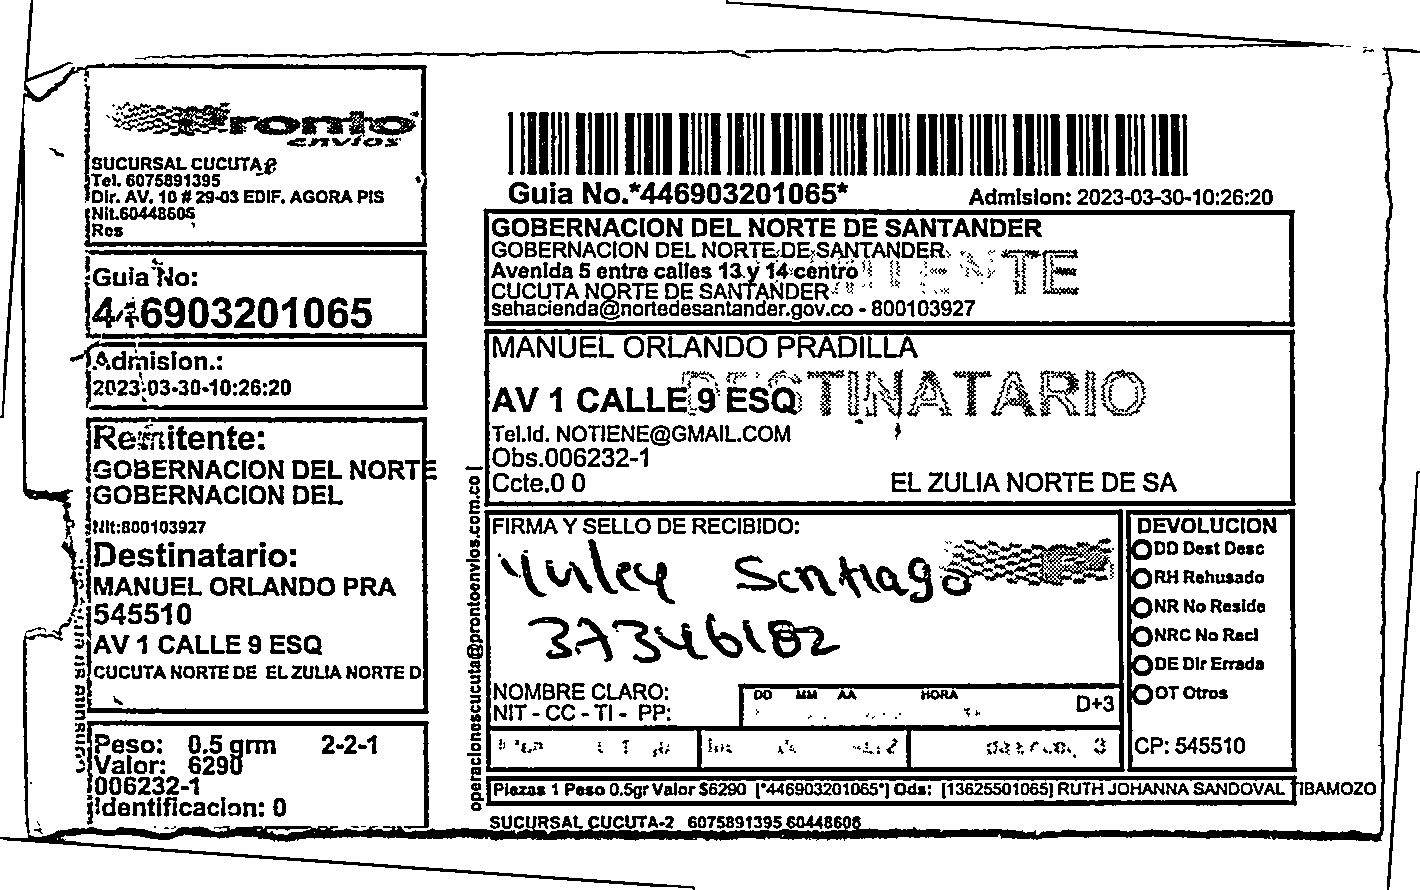 Pronto
envios
SUCURSAL CUCUTA
Tel. 6075891395
Dir. AV. 10 # 29-03 EDIF. AGORA PIS
Nit.60448606
Res
Guia No:
446903201065
Admision.:
2023-03-30-10:26:20
Remitente:
GOBERNACION DEL NORTE
GOBERNACION DEL
Nit:800103927
Destinatario:
MANUEL ORLANDO PRA
545510
AV 1 CALLE 9 ESQ
CUCUTA NORTE DE EL ZULIA NORTE D
Peso: 0.5 grm 2-2-1
Valor: 6290
006232-1
Identificacion: 0
operacionescucuta@prontoenvios.com.co |
Guia No.*446903201065* Admision: 2023-03-30-10:26:20
GOBERNACION DEL NORTE DE SANTANDER
GOBERNACION DEL NORTE DE SANTANDER
Avenida 5 entre calles 13 y 14 centro
CUCUTA NORTE DE SANTANDER
sehacienda@nortedesantander.gov.co - 800103927
MANUEL ORLANDO PRADILLA
DESTINATARIO
AV 1 CALLE 9 ESQ
Tel.Id. NOTIENE@GMAIL.COM
Obs.006232-1
Ccte.0 0 EL ZULIA NORTE DE SA
FIRMA Y SELLO DE RECIBIDO:
Yurley Santiago
37346182
NOMBRE CLARO:
NIT - CC - TI - PP:
DD MM AA HORA
D+3
DEVOLUCION
DD Dest Desc
RH Rehusado
NR No Reside
NRC No Recl
DE Dir Errada
OT Otros
CP: 545510
Piezas 1 Peso 0.5gr Valor $6290 [*446903201065*] Ods: [13625501065] RUTH JOHANNA SANDOVAL TIBAMOZO
SUCURSAL CUCUTA-2 6075891395 60448606